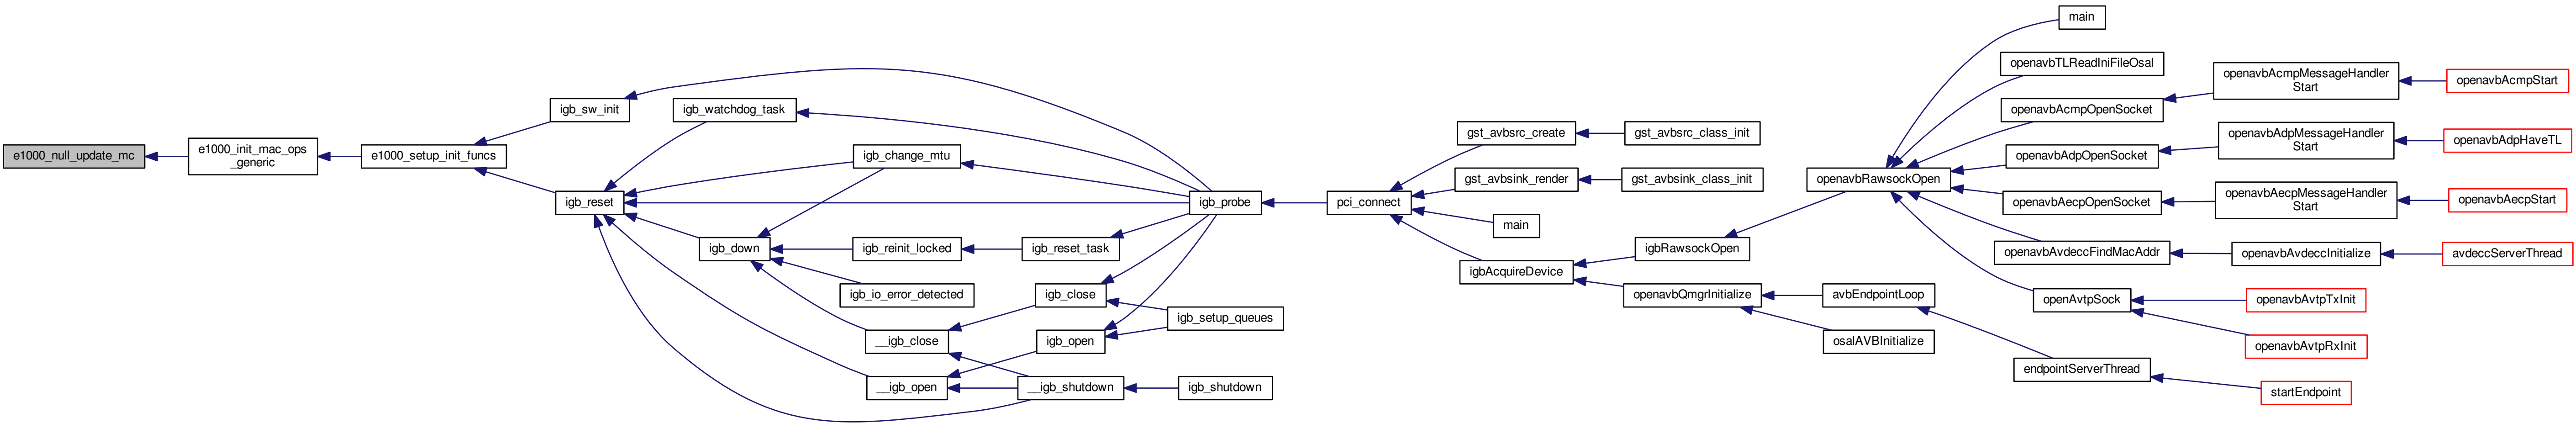 e1000_null_update_mc
e1000_init_mac_ops
_generic
e1000_setup_init_funcs
igb_sw_init
igb_reset
igb_watchdog_task
igb_down
igb_change_mtu
igb_reinit_locked
igb_io_error_detected
__igb_close
__igb_open
igb_reset_task
igb_close
igb_open
__igb_shutdown
igb_probe
igb_setup_queues
igb_shutdown
pci_connect
gst_avbsrc_create
gst_avbsink_render
main
igbAcquireDevice
gst_avbsrc_class_init
gst_avbsink_class_init
igbRawsockOpen
openavbQmgrInitialize
openavbRawsockOpen
avbEndpointLoop
osalAVBInitialize
main
openavbTLReadIniFileOsal
openavbAcmpOpenSocket
openavbAdpOpenSocket
openavbAecpOpenSocket
openavbAvdeccFindMacAddr
openAvtpSock
endpointServerThread
openavbAcmpMessageHandler
Start
openavbAdpMessageHandler
Start
openavbAecpMessageHandler
Start
openavbAvdeccInitialize
openavbAvtpTxInit
openavbAvtpRxInit
startEndpoint
openavbAcmpStart
openavbAdpHaveTL
openavbAecpStart
avdeccServerThread